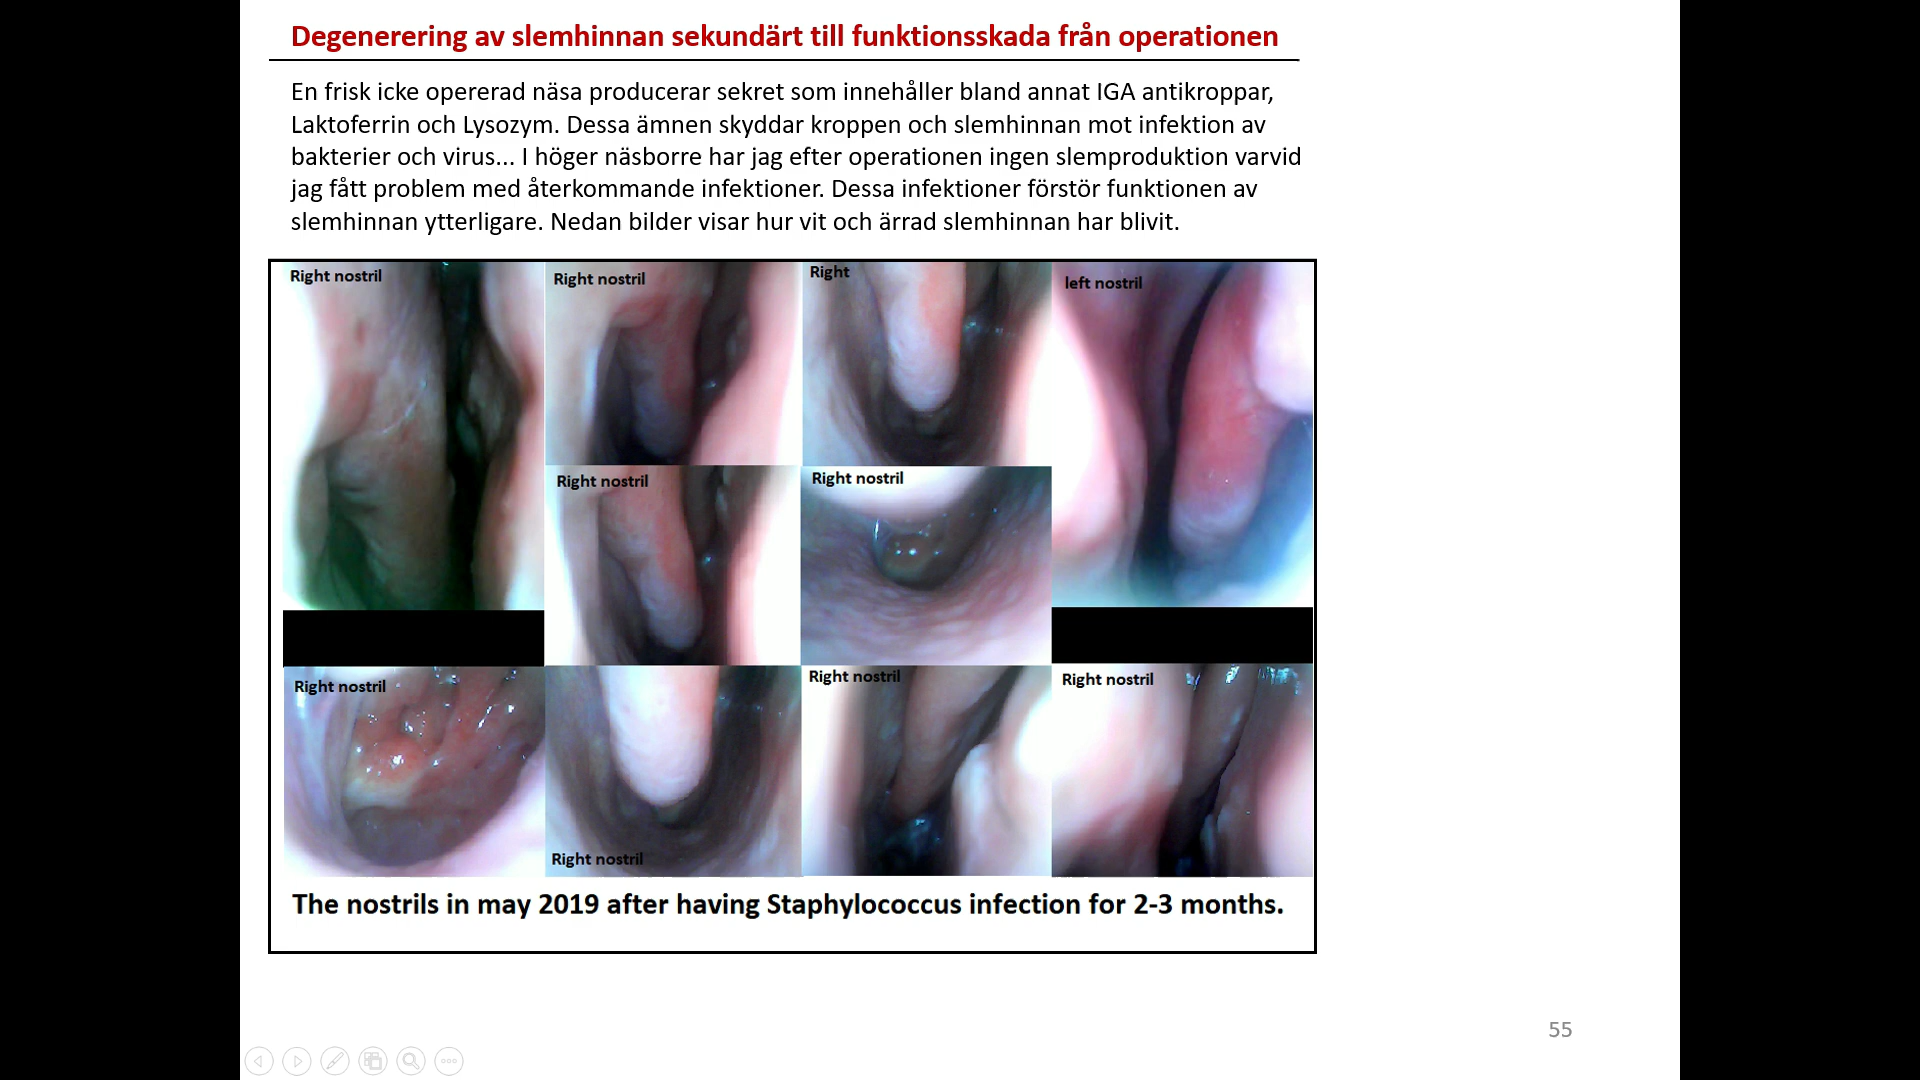 Degenerering av slemhinnan sekundärt till funktionsskada från operationen
En frisk icke opererad näsa producerar sekret som innehåller bland annat IGA antikroppar,
Laktoferrin och Lysozym. Dessa ämnen skyddar kroppen och slemhinnan mot infektion av
bakterier och virus... I höger näsborre har jag efter operationen ingen slemproduktion varvid
jag fått problem med återkommande infektioner. Dessa infektioner förstör funktionen av
slemhinnan ytterligare. Nedan bilder visar hur vit och ärrad slemhinnan har blivit.
Right nostril
Right nostril
Right
left nostril
Right nostril
Right nostril
Right nostril
Right nostril
Right nostril
Right nostril
The nostrils in may 2019 after having Staphylococcus infection for 2-3 months.
55